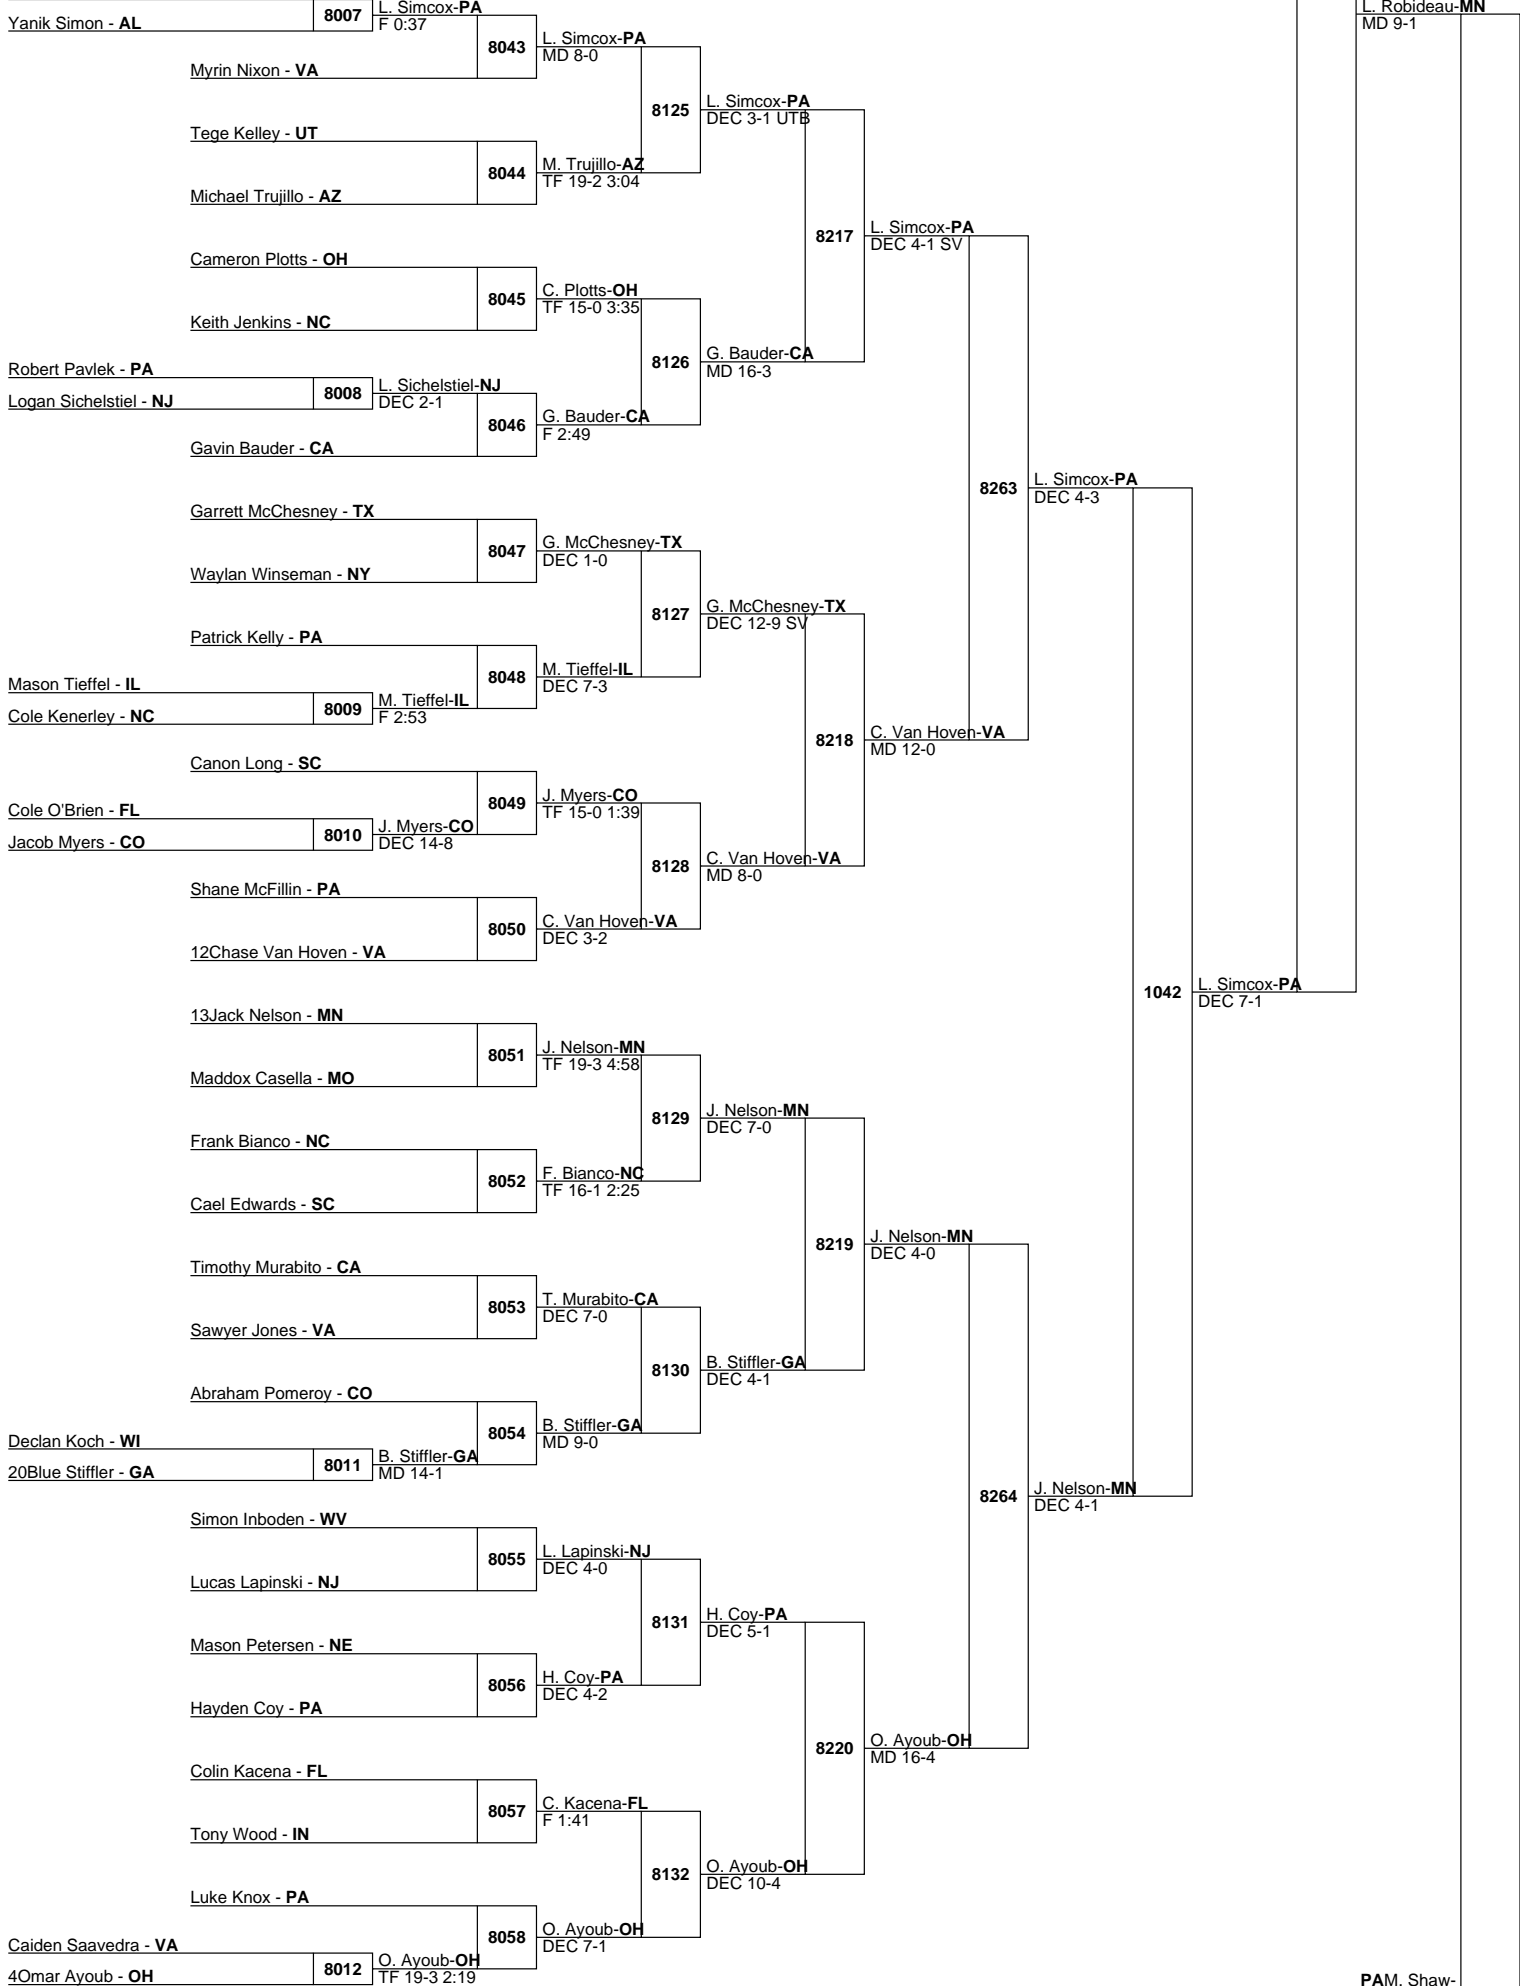 L. Simcox-PA
L. Robideau-MN
Yanik Simon - AL
8007
F 0:37
MD 9-1
8043
L. Simcox-PA
MD 8-0
Myrin Nixon - VA
8125
L. Simcox-PA
DEC 3-1 UTB
Tege Kelley - UT
8044
M. Trujillo-AZ
TF 19-2 3:04
Michael Trujillo - AZ
8217
L. Simcox-PA
DEC 4-1 SV
Cameron Plotts - OH
8045
C. Plotts-OH
TF 15-0 3:35
Keith Jenkins - NC
8126
G. Bauder-CA
MD 16-3
Robert Pavlek - PA
Logan Sichelstiel - NJ
8008
L. Sichelstiel-NJ
DEC 2-1
8046
G. Bauder-CA
F 2:49
Gavin Bauder - CA
8263
L. Simcox-PA
DEC 4-3
Garrett McChesney - TX
8047
G. McChesney-TX
DEC 1-0
Waylan Winseman - NY
8127
G. McChesney-TX
DEC 12-9 SV
Patrick Kelly - PA
8048
M. Tieffel-IL
DEC 7-3
Mason Tieffel - IL
Cole Kenerley - NC
8009
M. Tieffel-IL
F 2:53
8218
C. Van Hoven-VA
MD 12-0
Canon Long - SC
8049
J. Myers-CO
TF 15-0 1:39
Cole O'Brien - FL
Jacob Myers - CO
8010
J. Myers-CO
DEC 14-8
8128
C. Van Hoven-VA
MD 8-0
Shane McFillin - PA
8050
C. Van Hoven-VA
DEC 3-2
12Chase Van Hoven - VA
1042
L. Simcox-PA
DEC 7-1
13Jack Nelson - MN
8051
J. Nelson-MN
TF 19-3 4:58
Maddox Casella - MO
8129
J. Nelson-MN
DEC 7-0
Frank Bianco - NC
8052
F. Bianco-NC
TF 16-1 2:25
Cael Edwards - SC
8219
J. Nelson-MN
DEC 4-0
Timothy Murabito - CA
8053
T. Murabito-CA
DEC 7-0
Sawyer Jones - VA
8130
B. Stiffler-GA
DEC 4-1
Abraham Pomeroy - CO
8054
B. Stiffler-GA
MD 9-0
Declan Koch - WI
20Blue Stiffler - GA
8011
B. Stiffler-GA
MD 14-1
8264
J. Nelson-MN
DEC 4-1
Simon Inboden - WV
8055
L. Lapinski-NJ
DEC 4-0
Lucas Lapinski - NJ
8131
H. Coy-PA
DEC 5-1
Mason Petersen - NE
8056
H. Coy-PA
DEC 4-2
Hayden Coy - PA
8220
O. Ayoub-OH
MD 16-4
Colin Kacena - FL
8057
C. Kacena-FL
F 1:41
Tony Wood - IN
8132
O. Ayoub-OH
DEC 10-4
Luke Knox - PA
8058
O. Ayoub-OH
DEC 7-1
Caiden Saavedra - VA
4Omar Ayoub - OH
8012
O. Ayoub-OH
TF 19-3 2:19
PAM. Shaw-